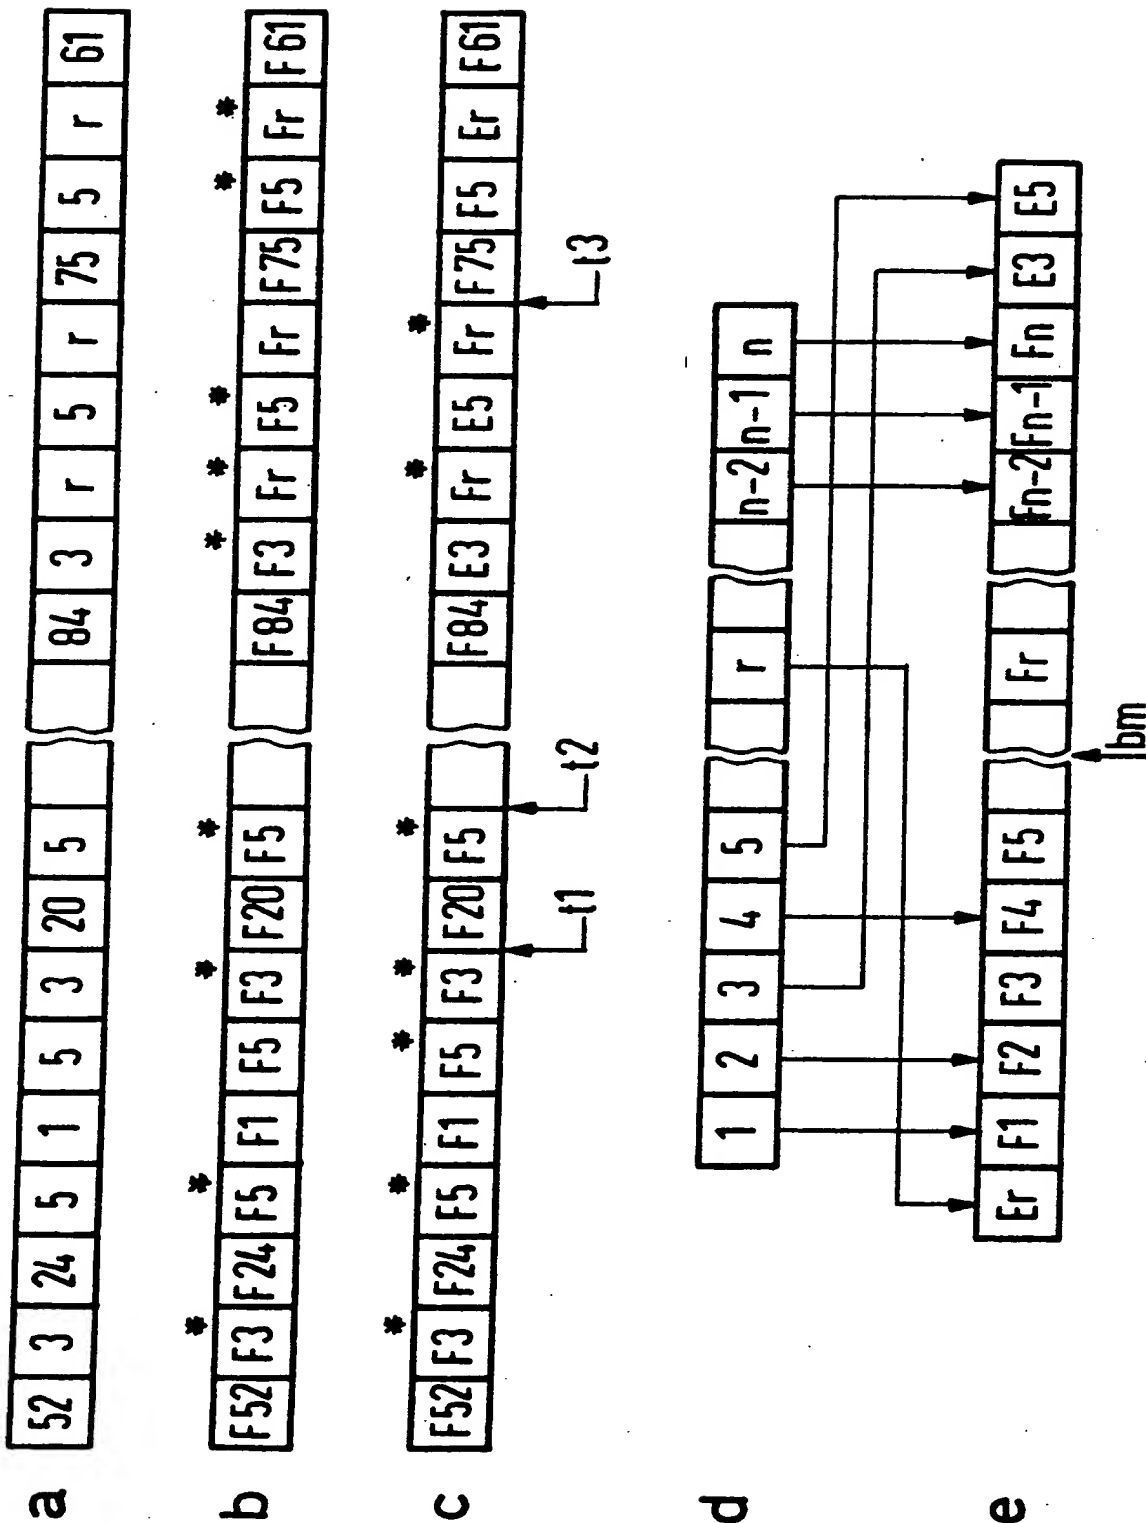 a 52 3 24 5 1 5 3 20 5 84 3 r 5 r 75 5 r 61
* * * * * * * * *
b F52 F3 F24 F5 F1 F5 F3 F20 F5 F84 F3 Fr F5 Fr F75 F5 Fr F61
* * * * * * *
c F52 F3 F24 F5 F1 F5 F3 F20 F5 F84 E3 Fr E5 Fr F75 F5 Er F61
t1 t2 t3
d 1 2 3 4 5 r n-2 n-1 n
e Er F1 F2 F3 F4 F5 Fr Fn-2 Fn-1 Fn E3 E5
bm